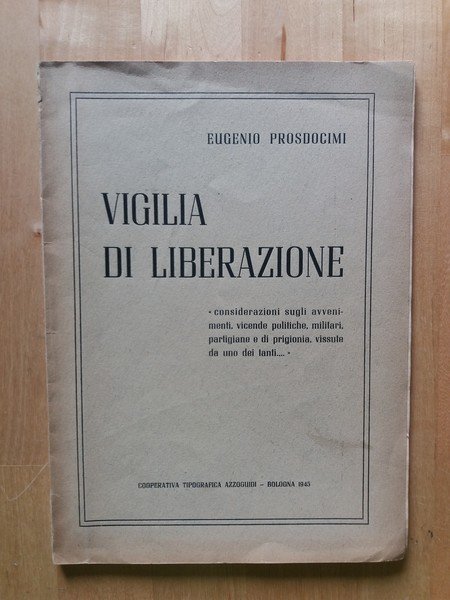 EUGENIO PROSDOCIMI
VIGILIA
DI LIBERAZIONE
« considerazioni sugli avveni-
menti, vicende politiche, militari,
partigiane e di prigionia, vissute
da uno dei tanti.... »
COOPERATIVA TIPOGRAFICA AZZOGUIDI - BOLOGNA 1945